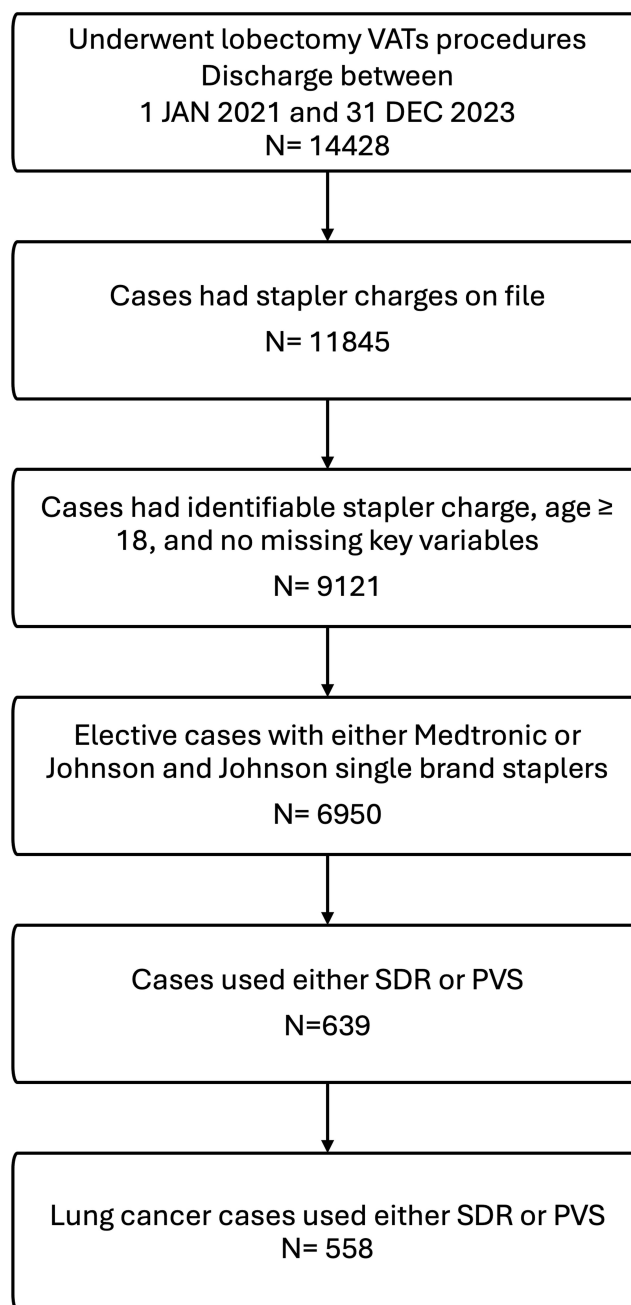 Underwent lobectomy VATs procedures
Discharge between
1 JAN 2021 and 31 DEC 2023
N= 14428
Cases had stapler charges on file
N= 11845
Cases had identifiable stapler charge, age ≥
18, and no missing key variables
N= 9121
Elective cases with either Medtronic or
Johnson and Johnson single brand staplers
N= 6950
Cases used either SDR or PVS
N=639
Lung cancer cases used either SDR or PVS
N= 558